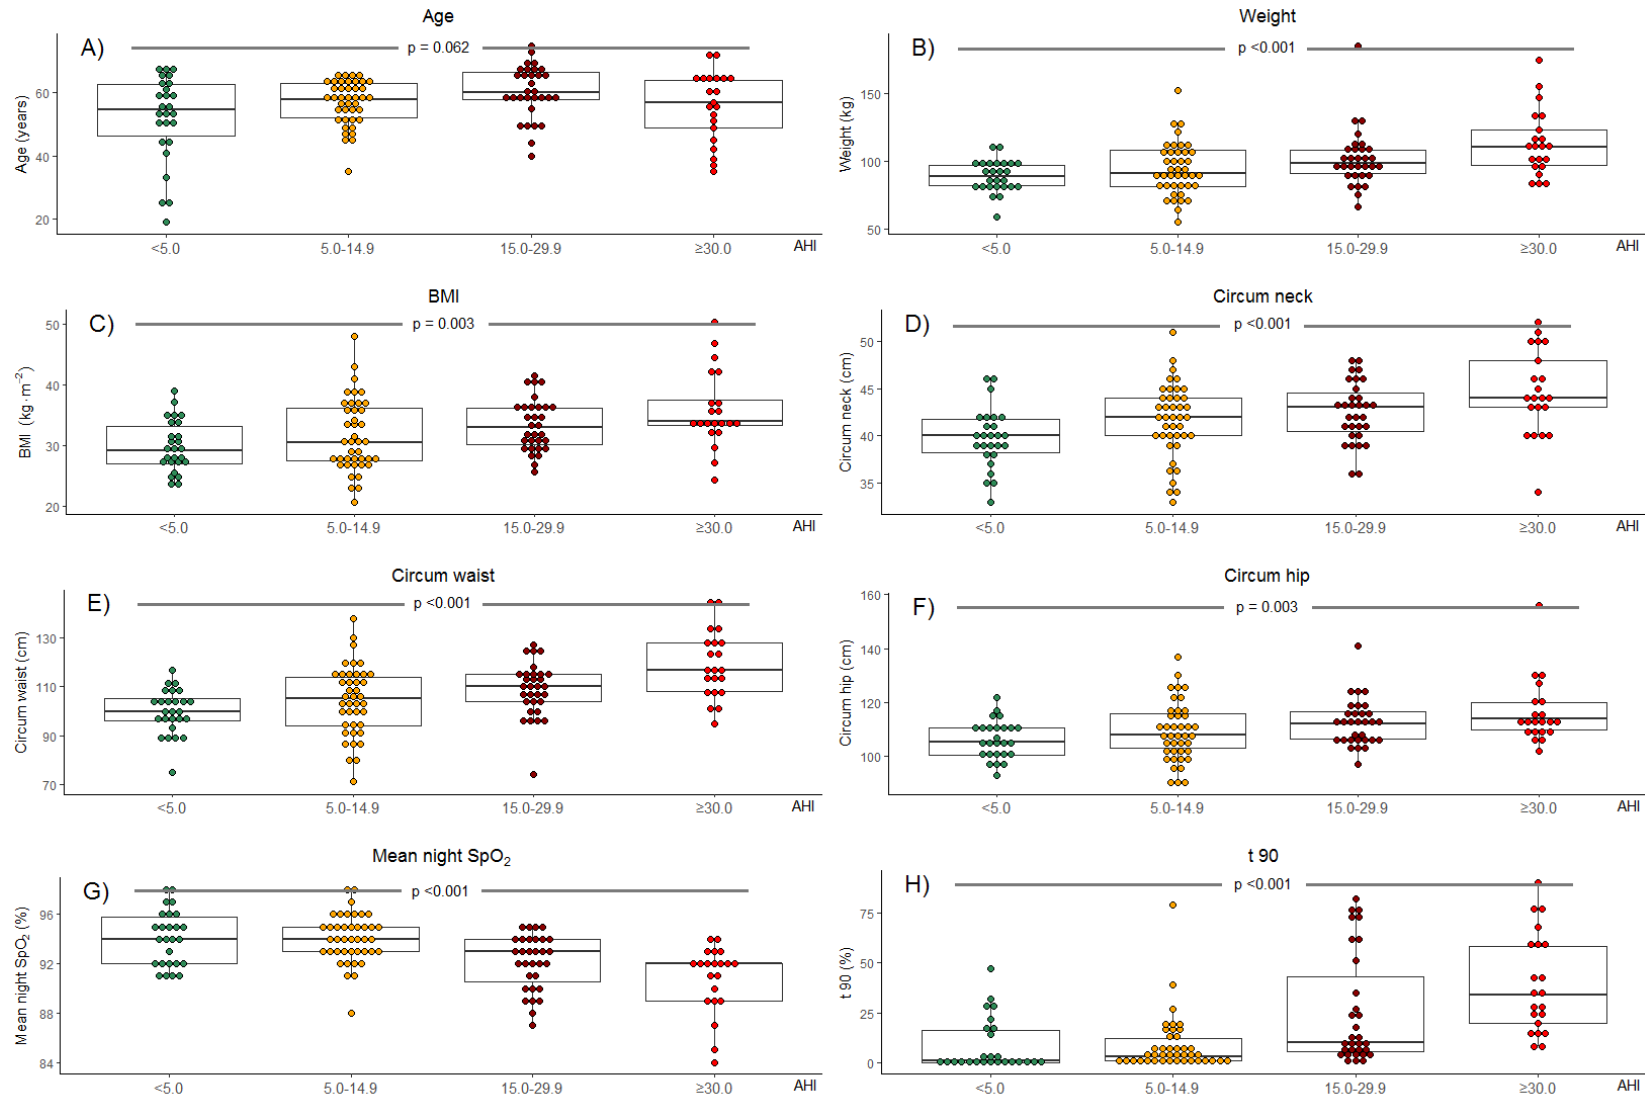 Age
A)
p = 0.062
Age (years)
60
40
20
<5.0
5.0-14.9
15.0-29.9
≥30.0
AHI
Weight
B)
p <0.001
Weight (kg)
150
100
50
<5.0
5.0-14.9
15.0-29.9
≥30.0
AHI
BMI
C)
p = 0.003
BMI (kg·m⁻²)
50
40
30
20
<5.0
5.0-14.9
15.0-29.9
≥30.0
AHI
Circum neck
D)
p <0.001
Circum neck (cm)
50
45
40
35
<5.0
5.0-14.9
15.0-29.9
≥30.0
AHI
Circum waist
E)
p <0.001
Circum waist (cm)
130
110
90
70
<5.0
5.0-14.9
15.0-29.9
≥30.0
AHI
Circum hip
F)
p = 0.003
Circum hip (cm)
160
140
120
100
<5.0
5.0-14.9
15.0-29.9
≥30.0
AHI
Mean night SpO₂
G)
p <0.001
Mean night SpO₂ (%)
96
92
88
84
<5.0
5.0-14.9
15.0-29.9
≥30.0
AHI
t 90
H)
p <0.001
t 90 (%)
75
50
25
0
<5.0
5.0-14.9
15.0-29.9
≥30.0
AHI